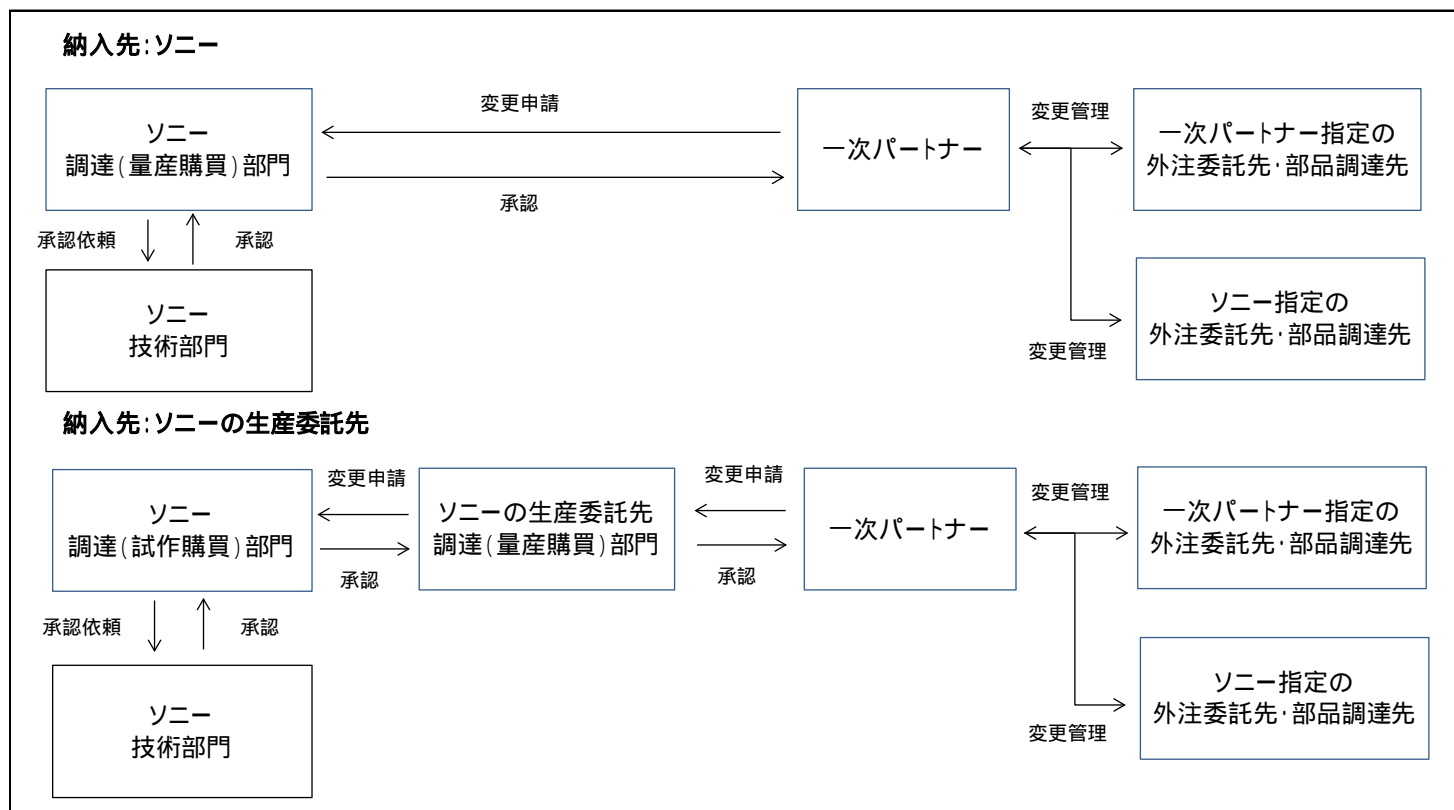 納入先:ソニー
ソニー
調達(量産購買)部門
変更申請
承認
一次パートナー
変更管理
一次パートナー指定の
外注委託先・部品調達先
承認依頼
承認
ソニー
技術部門
ソニー指定の
外注委託先・部品調達先
変更管理
納入先:ソニーの生産委託先
ソニー
調達(試作購買)部門
変更申請
承認
ソニーの生産委託先
調達(量産購買)部門
変更申請
承認
一次パートナー
変更管理
一次パートナー指定の
外注委託先・部品調達先
承認依頼
承認
ソニー
技術部門
ソニー指定の
外注委託先・部品調達先
変更管理